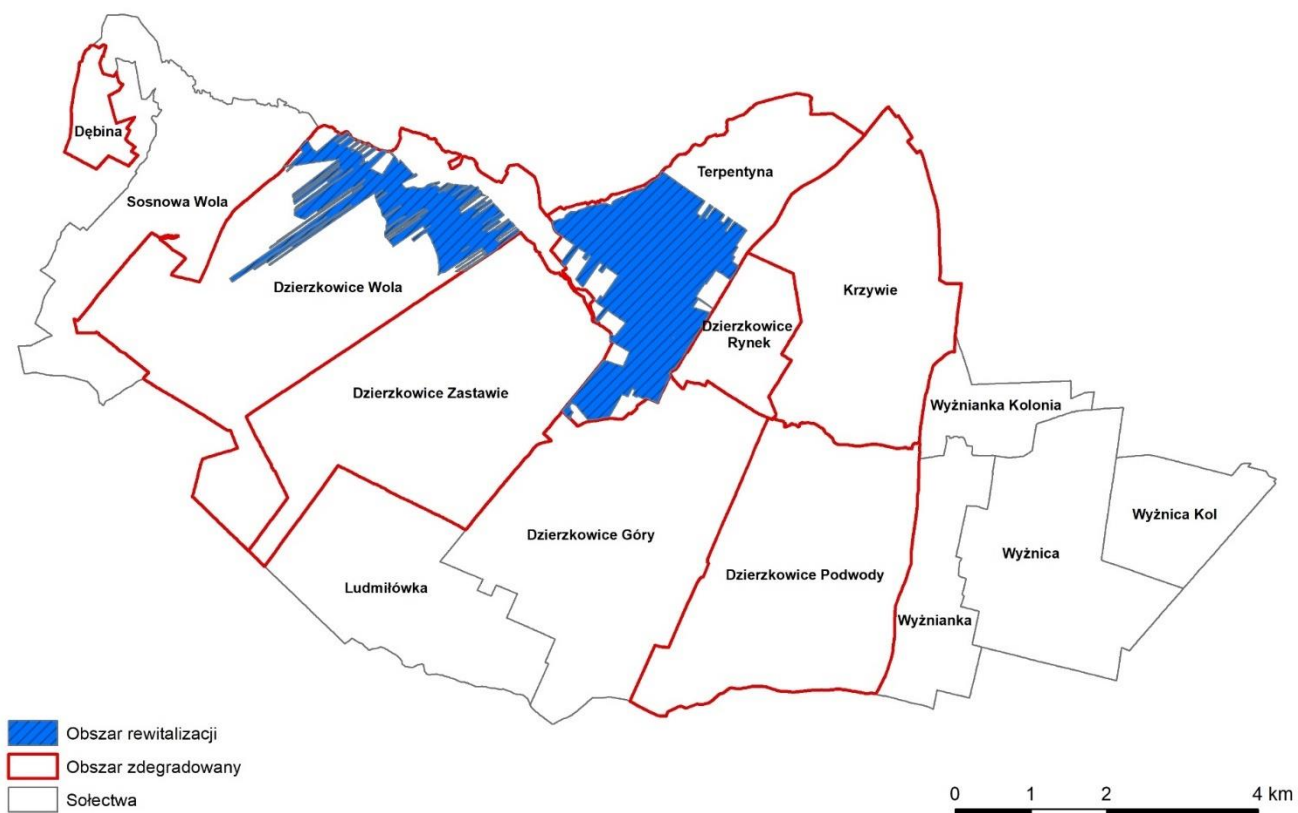 Dębina
Terpentyna
Sosnowa Wola
Dzierzkowice Wola
Krzywie
Dzierzkowice
Rynek
Dzierzkowice Zastawie
Wyżnianka Kolonia
Wyżnica Kol
Dzierzkowice Góry
Wyżnica
Dzierzkowice Podwody
Ludmiłówka
Wyżnianka
Obszar rewitalizacji
Obszar zdegradowany
Sołectwa
0 1 2 4 km